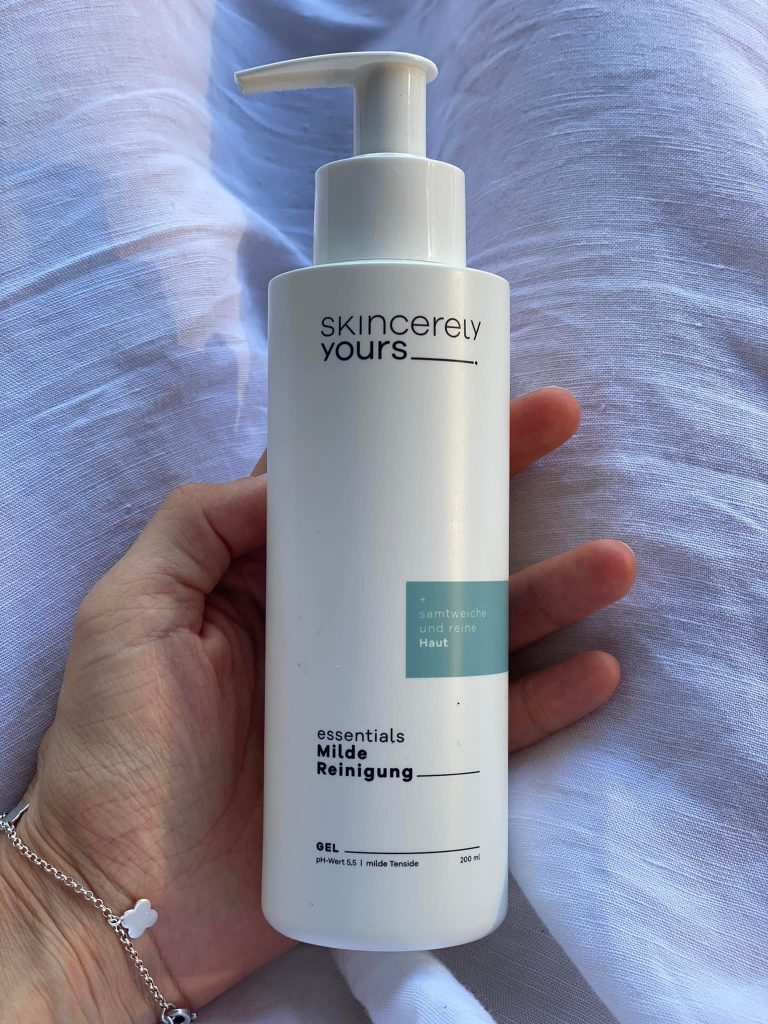 skincerely
yours
+
samtweiche
und reine
Haut
essentials
Milde
Reinigung
GEL
pH-Wert 5,5 | milde Tenside 200 ml